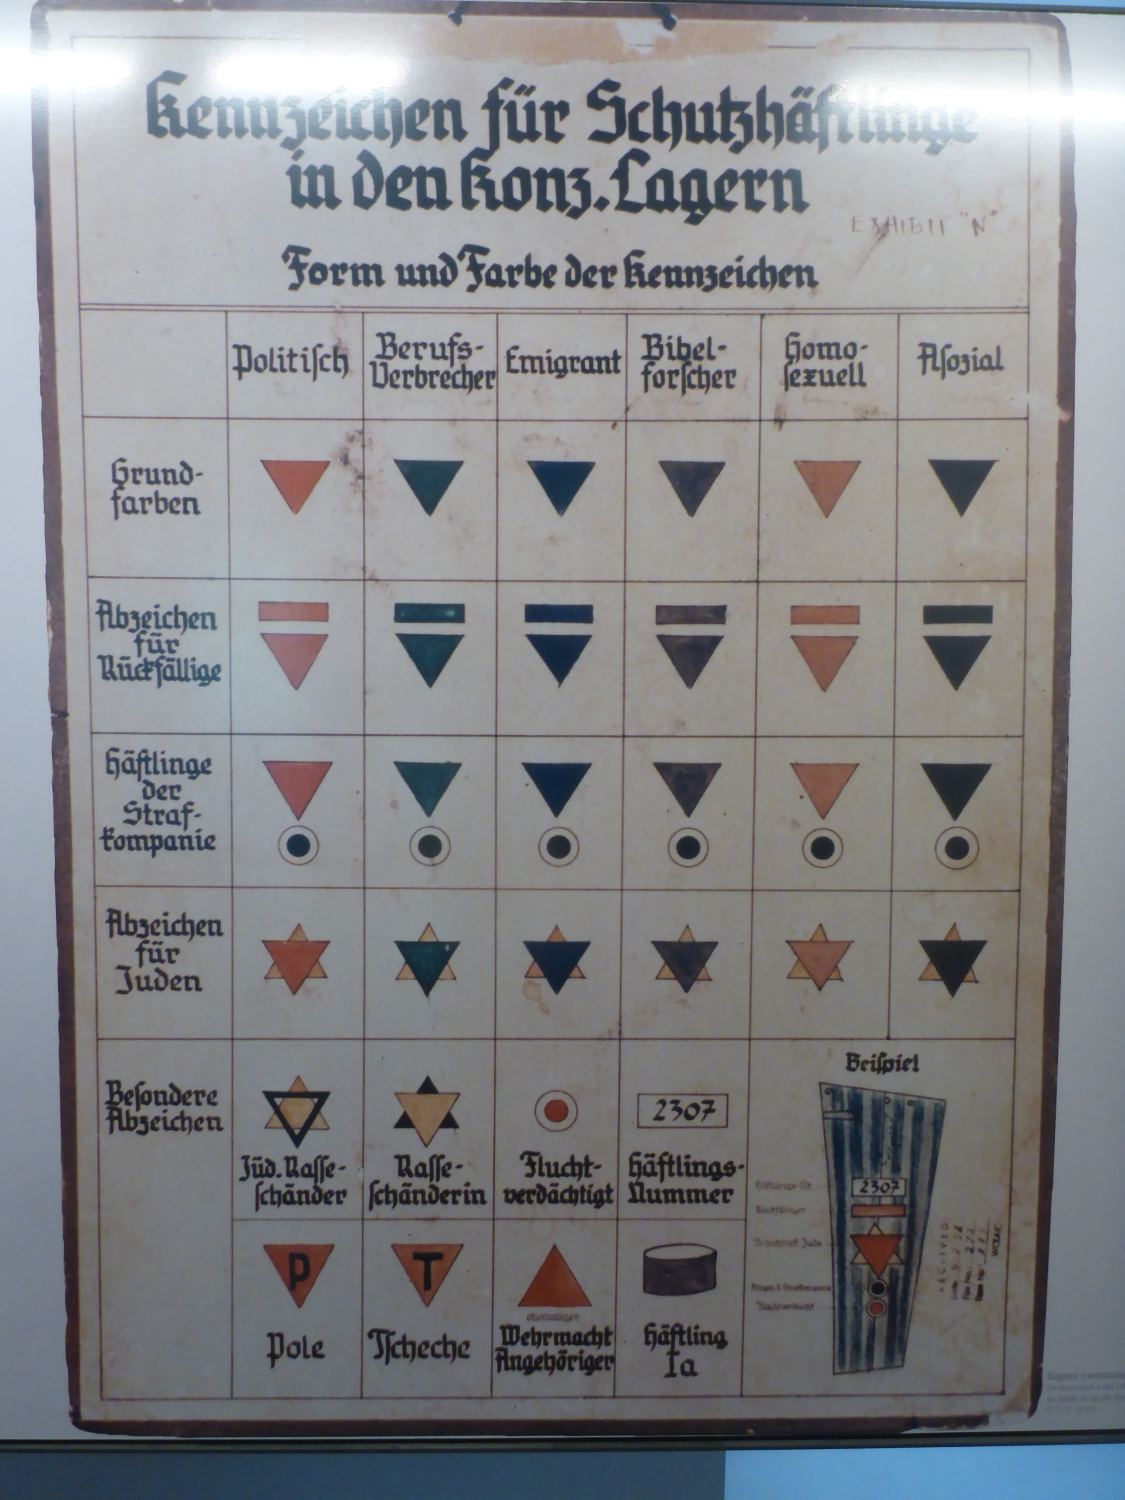 Kennzeichen für Schutzhäftlinge
in den Konz. Lagern
EXHIBIT "N"
Form und Farbe der Kennzeichen
Politisch
Berufs-
Verbrecher
Emigrant
Bibel-
forscher
Homo-
sexuell
Asozial
Grund-
farben
Abzeichen
für
Rückfällige
Häftlinge
der
Straf-
kompanie
Abzeichen
für
Juden
Besondere
Abzeichen
Jüd. Rasse-
schänder
Rasse-
schänderin
Flucht-
verdächtigt
2307
Häftlings-
Nummer
P
Pole
T
Tscheche
ehemaliger
Wehrmacht
Angehöriger
Häftling
Ia
Beispiel
2307